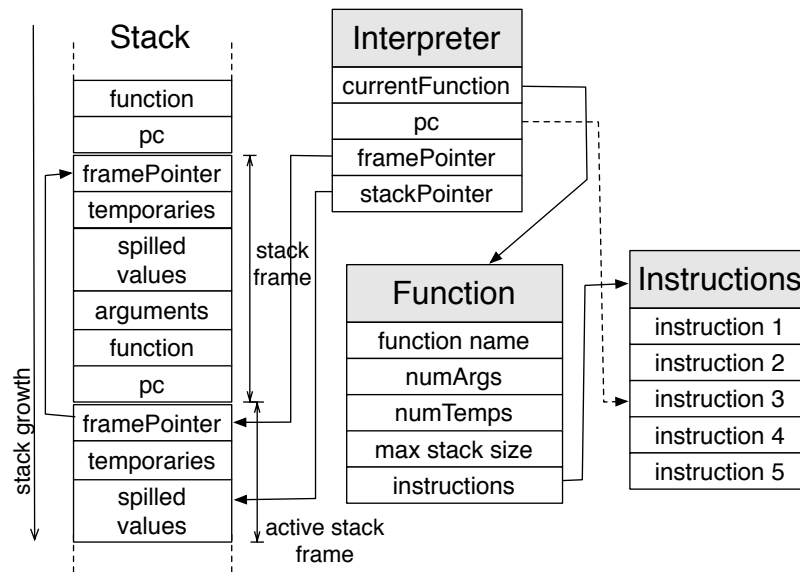 Stack
function
pc
framePointer
temporaries
spilled
values
arguments
function
pc
framePointer
temporaries
spilled
values
stack growth
stack
frame
active stack
frame
Interpreter
currentFunction
pc
framePointer
stackPointer
Function
function name
numArgs
numTemps
max stack size
instructions
Instructions
instruction 1
instruction 2
instruction 3
instruction 4
instruction 5